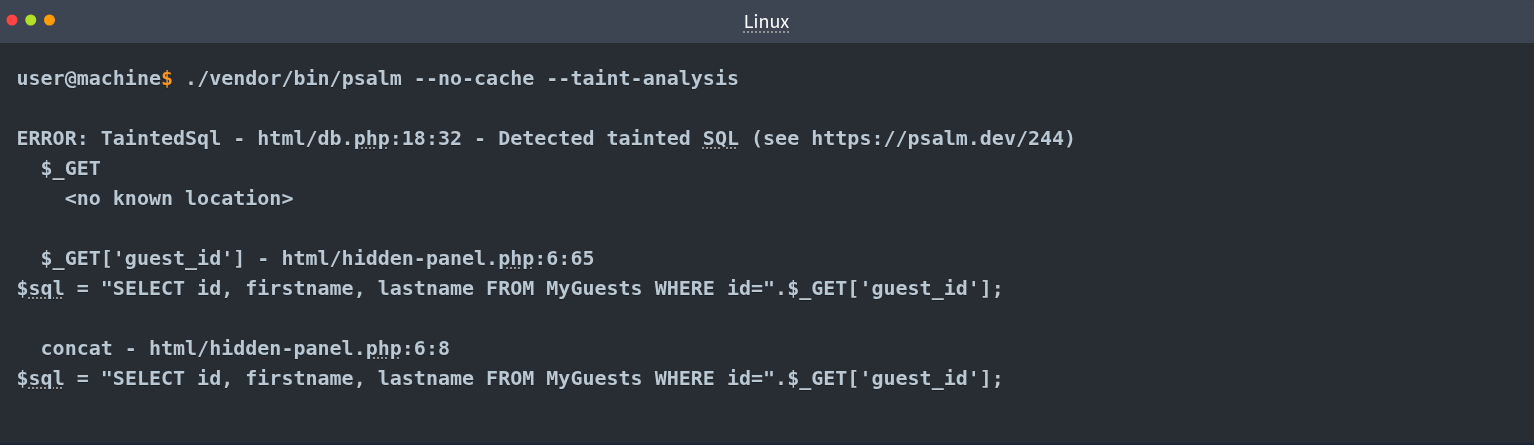 Linux
user@machine$ ./vendor/bin/psalm --no-cache --taint-analysis
ERROR: TaintedSql - html/db.php:18:32 - Detected tainted SQL (see https://psalm.dev/244)
$_GET
<no known location>
$_GET['guest_id'] - html/hidden-panel.php:6:65
$sql = "SELECT id, firstname, lastname FROM MyGuests WHERE id=".$_GET['guest_id'];
concat - html/hidden-panel.php:6:8
$sql = "SELECT id, firstname, lastname FROM MyGuests WHERE id=".$_GET['guest_id'];